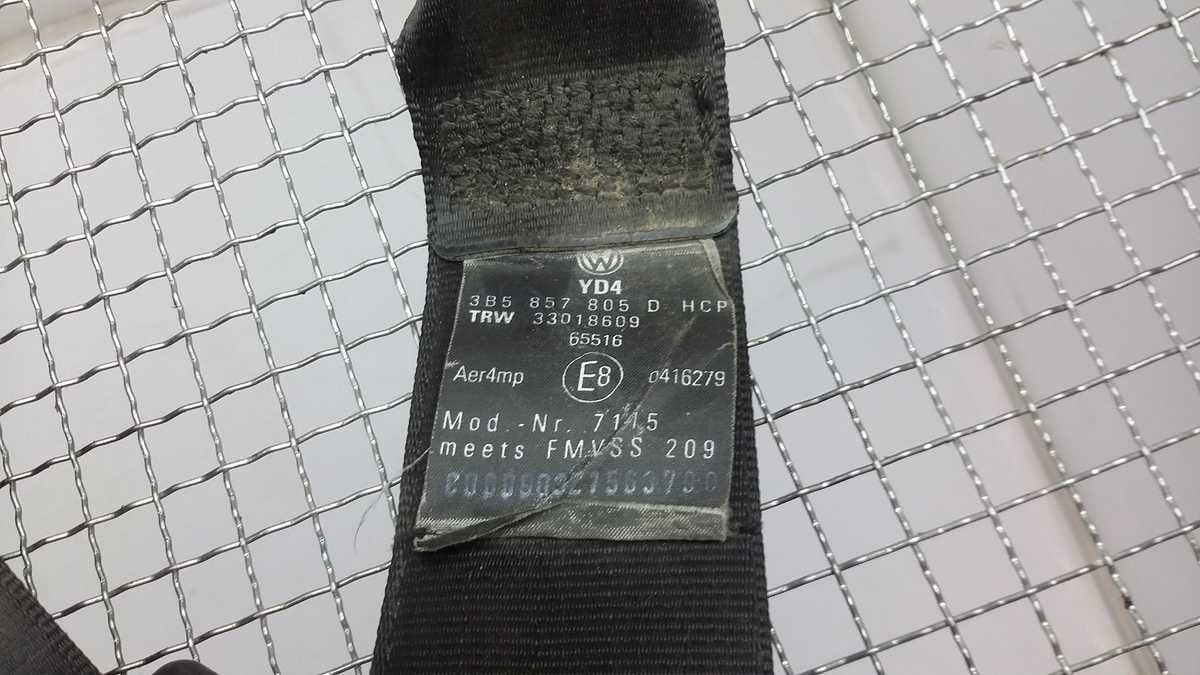 YD4
3B5 857 805 D HCP
TRW 33018609
65516
Aer4mp E8 0416279
Mod.-Nr. 7115
meets FMVSS 209